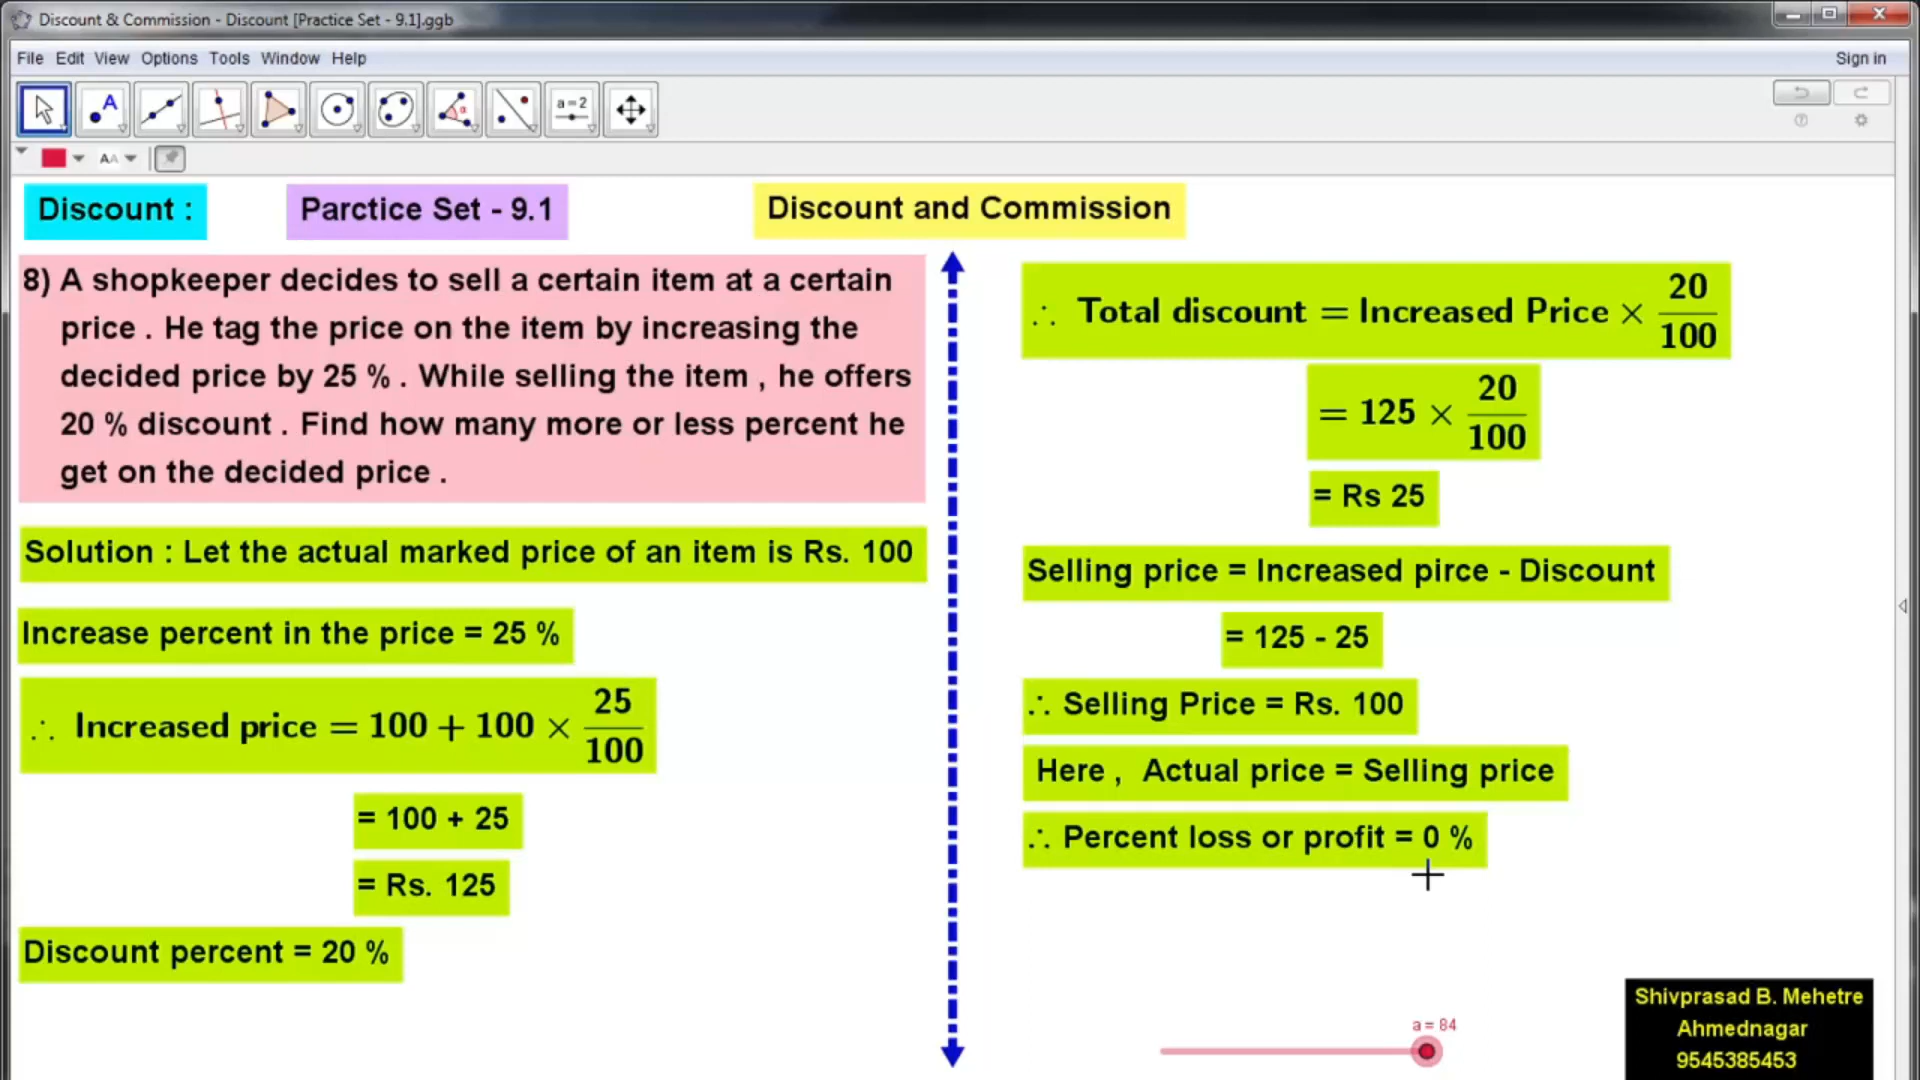 Discount & Commission - Discount [Practice Set - 9.1].ggb
File Edit View Options Tools Window Help
Sign in
A
a = 2
AA
Discount :
Parctice Set - 9.1
Discount and Commission
8) A shopkeeper decides to sell a certain item at a certain
price . He tag the price on the item by increasing the
decided price by 25 % . While selling the item , he offers
20 % discount . Find how many more or less percent he
get on the decided price .
Solution : Let the actual marked price of an item is Rs. 100
Increase percent in the price = 25 %
∴ Increased price = 100 + 100 × 25/100
= 100 + 25
= Rs. 125
Discount percent = 20 %
∴ Total discount = Increased Price × 20/100
= 125 × 20/100
= Rs 25
Selling price = Increased pirce - Discount
= 125 - 25
∴ Selling Price = Rs. 100
Here , Actual price = Selling price
∴ Percent loss or profit = 0 %
a = 84
Shivprasad B. Mehetre
Ahmednagar
9545385453